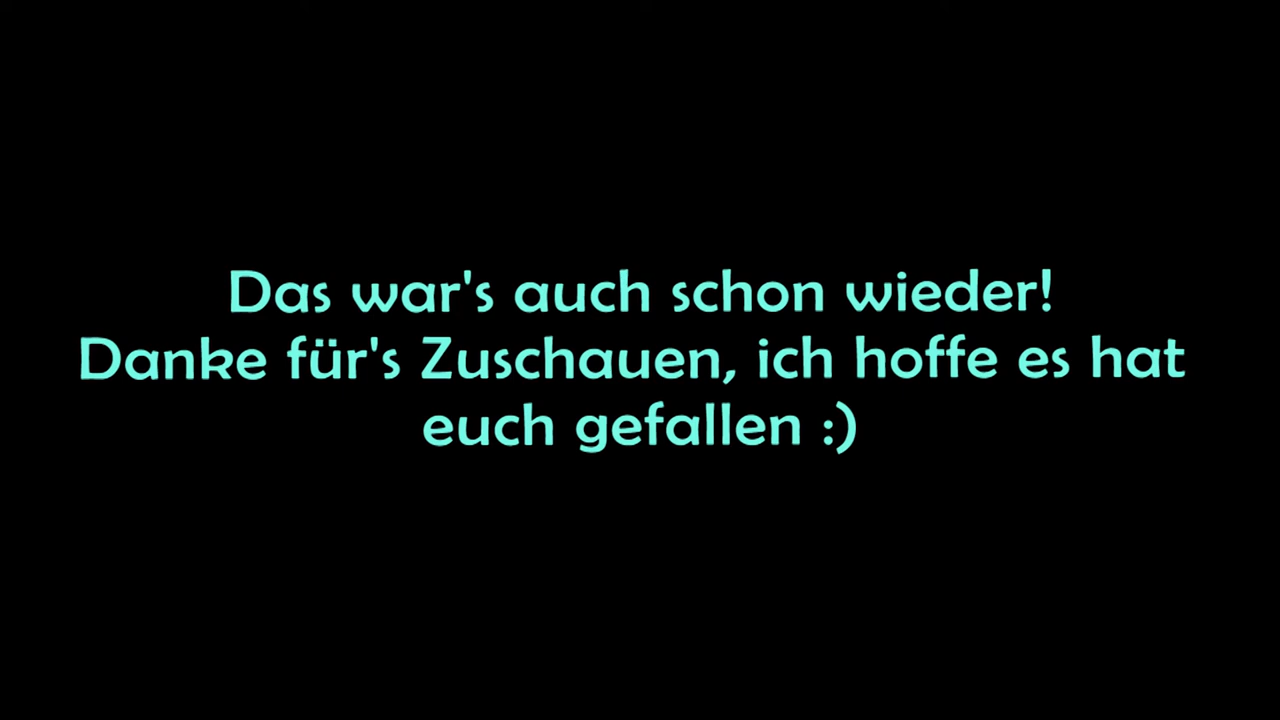 Das war's auch schon wieder!
Danke für's Zuschauen, ich hoffe es hat
euch gefallen :)